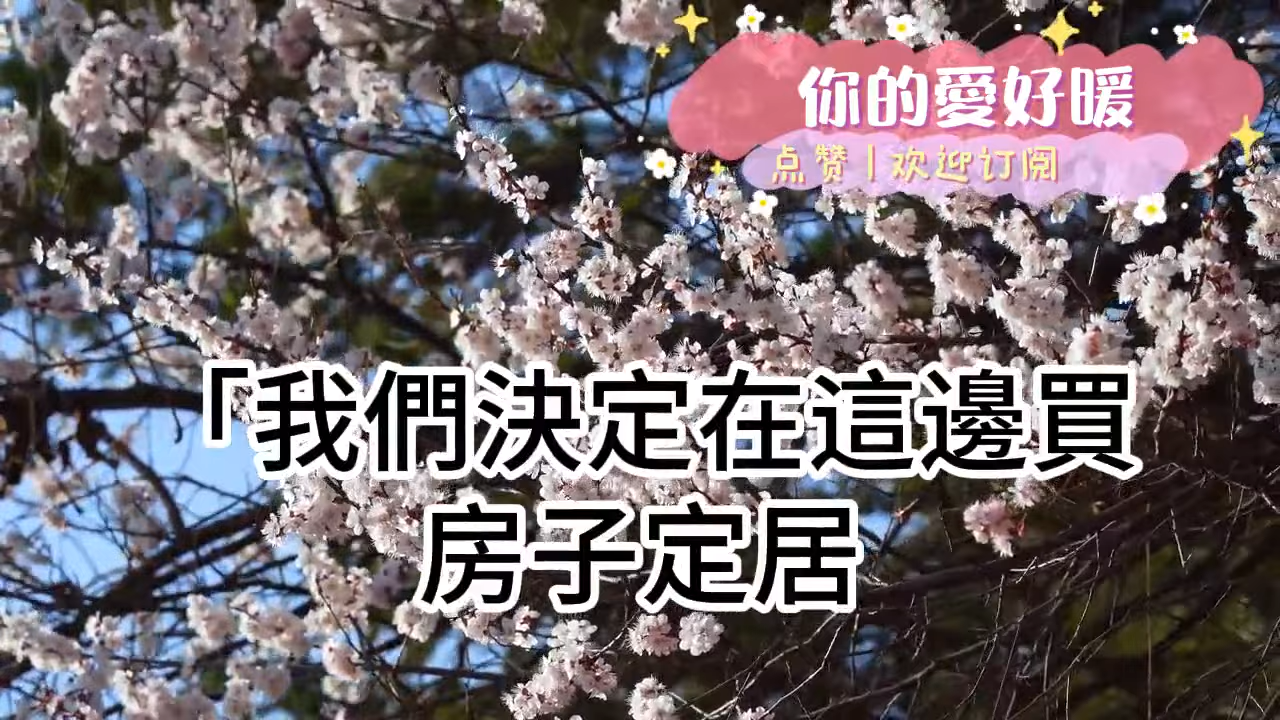 你的愛好暖
点赞 | 欢迎订阅
「我們決定在這邊買
房子定居